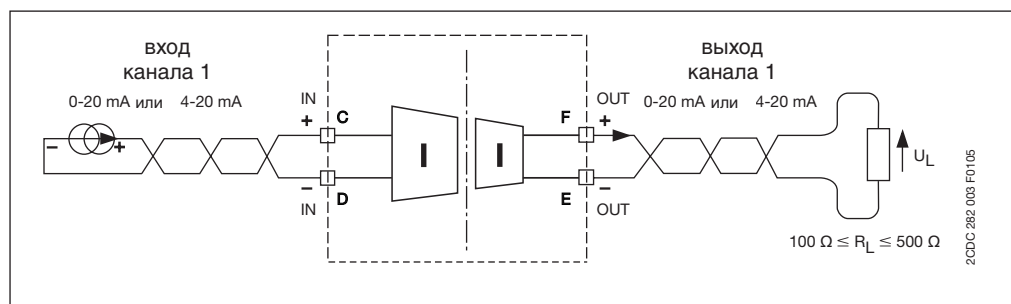 вход
канала 1
0-20 mA или 4-20 mA
IN
+
C
I
I
F
OUT
+
выход
канала 1
0-20 mA или 4-20 mA
− +
−
IN
D
E
−
OUT
U_L
100 Ω ≤ R_L ≤ 500 Ω
2CDC 282 003 F0105